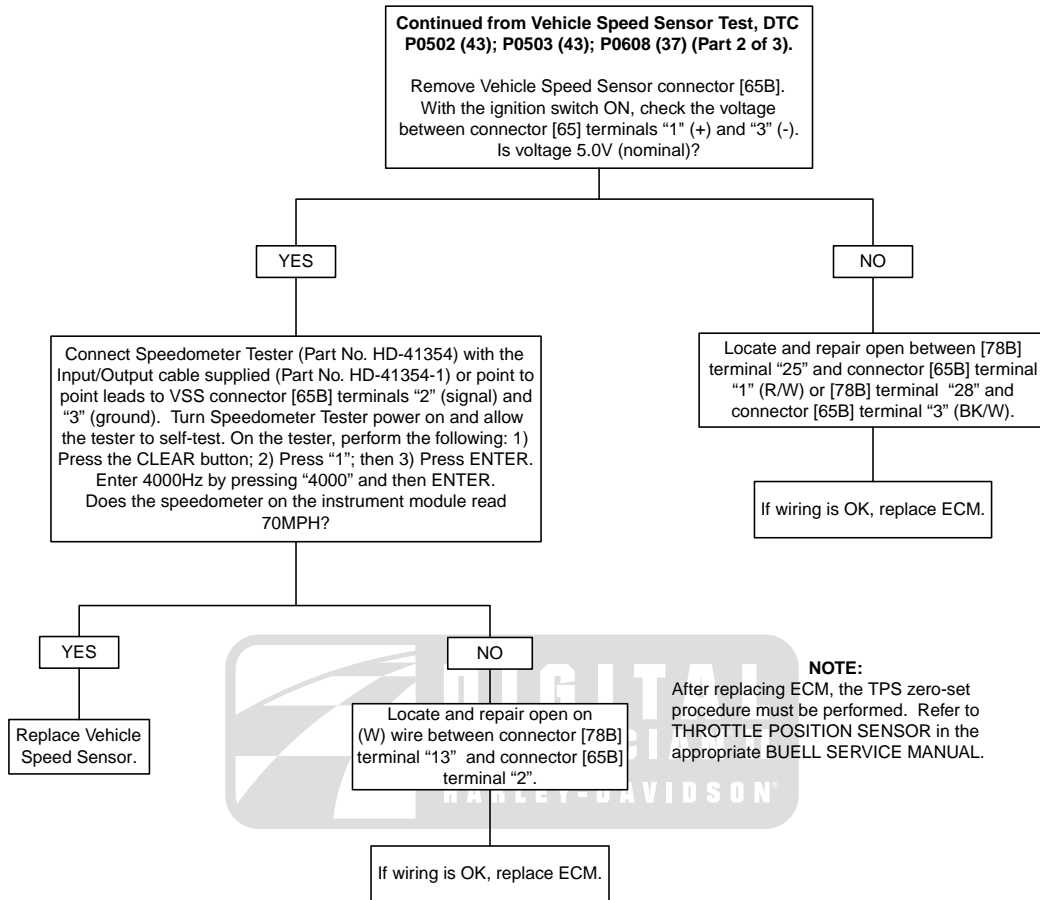 Continued from Vehicle Speed Sensor Test, DTC
P0502 (43); P0503 (43); P0608 (37) (Part 2 of 3).
Remove Vehicle Speed Sensor connector [65B].
With the ignition switch ON, check the voltage
between connector [65] terminals “1" (+) and “3” (-).
Is voltage 5.0V (nominal)?
YES
NO
Connect Speedometer Tester (Part No. HD-41354) with the
Input/Output cable supplied (Part No. HD-41354-1) or point to
point leads to VSS connector [65B] terminals “2” (signal) and
“3” (ground). Turn Speedometer Tester power on and allow
the tester to self-test. On the tester, perform the following: 1)
Press the CLEAR button; 2) Press “1”; then 3) Press ENTER.
Enter 4000Hz by pressing “4000” and then ENTER.
Does the speedometer on the instrument module read
70MPH?
Locate and repair open between [78B]
terminal “25” and connector [65B] terminal
“1” (R/W) or [78B] terminal “28” and
connector [65B] terminal “3” (BK/W).
If wiring is OK, replace ECM.
YES
NO
Replace Vehicle
Speed Sensor.
Locate and repair open on
(W) wire between connector [78B]
terminal “13” and connector [65B]
terminal “2”.
If wiring is OK, replace ECM.
NOTE:
After replacing ECM, the TPS zero-set
procedure must be performed. Refer to
THROTTLE POSITION SENSOR in the
appropriate BUELL SERVICE MANUAL.
DIGITAL
HARLEY-DAVIDSON®